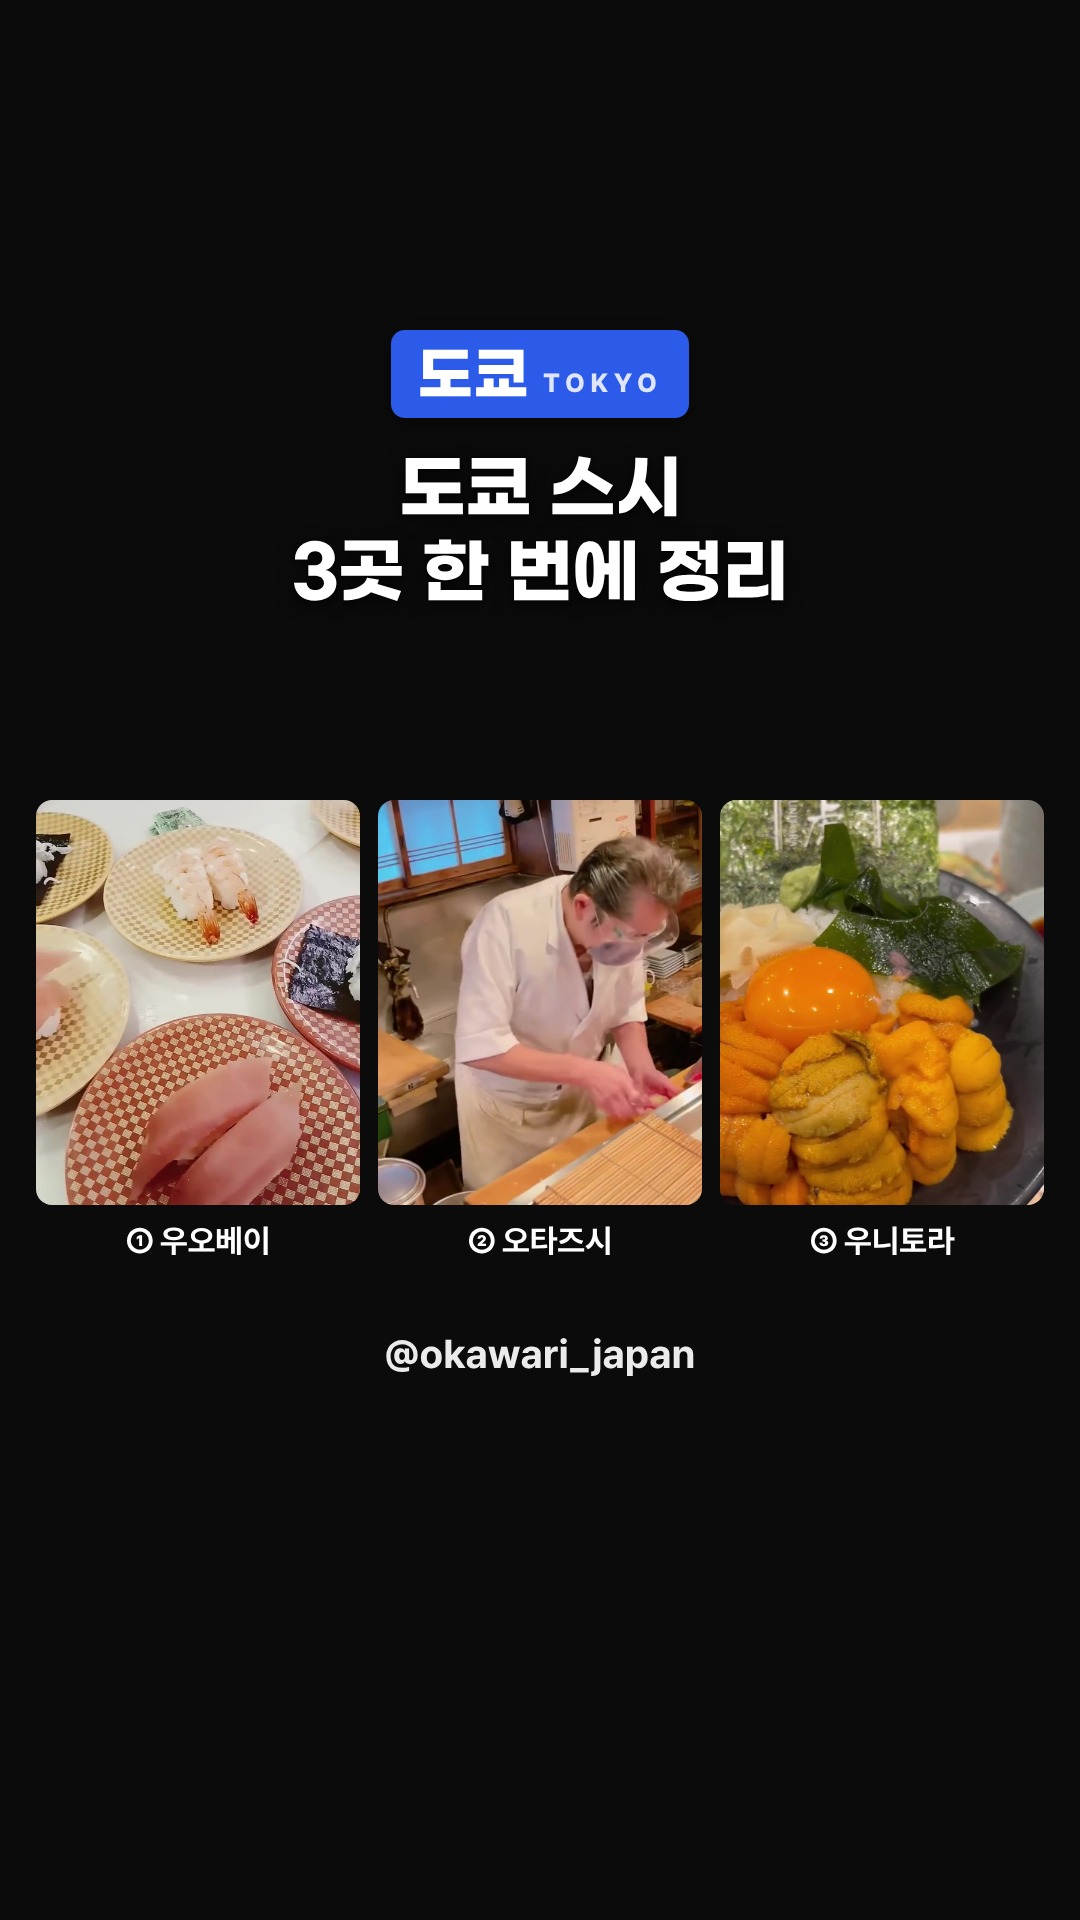 도쿄 TOKYO
도쿄 스시
3곳 한 번에 정리
① 우오베이
② 오타즈시
③ 우니토라
@okawari_japan